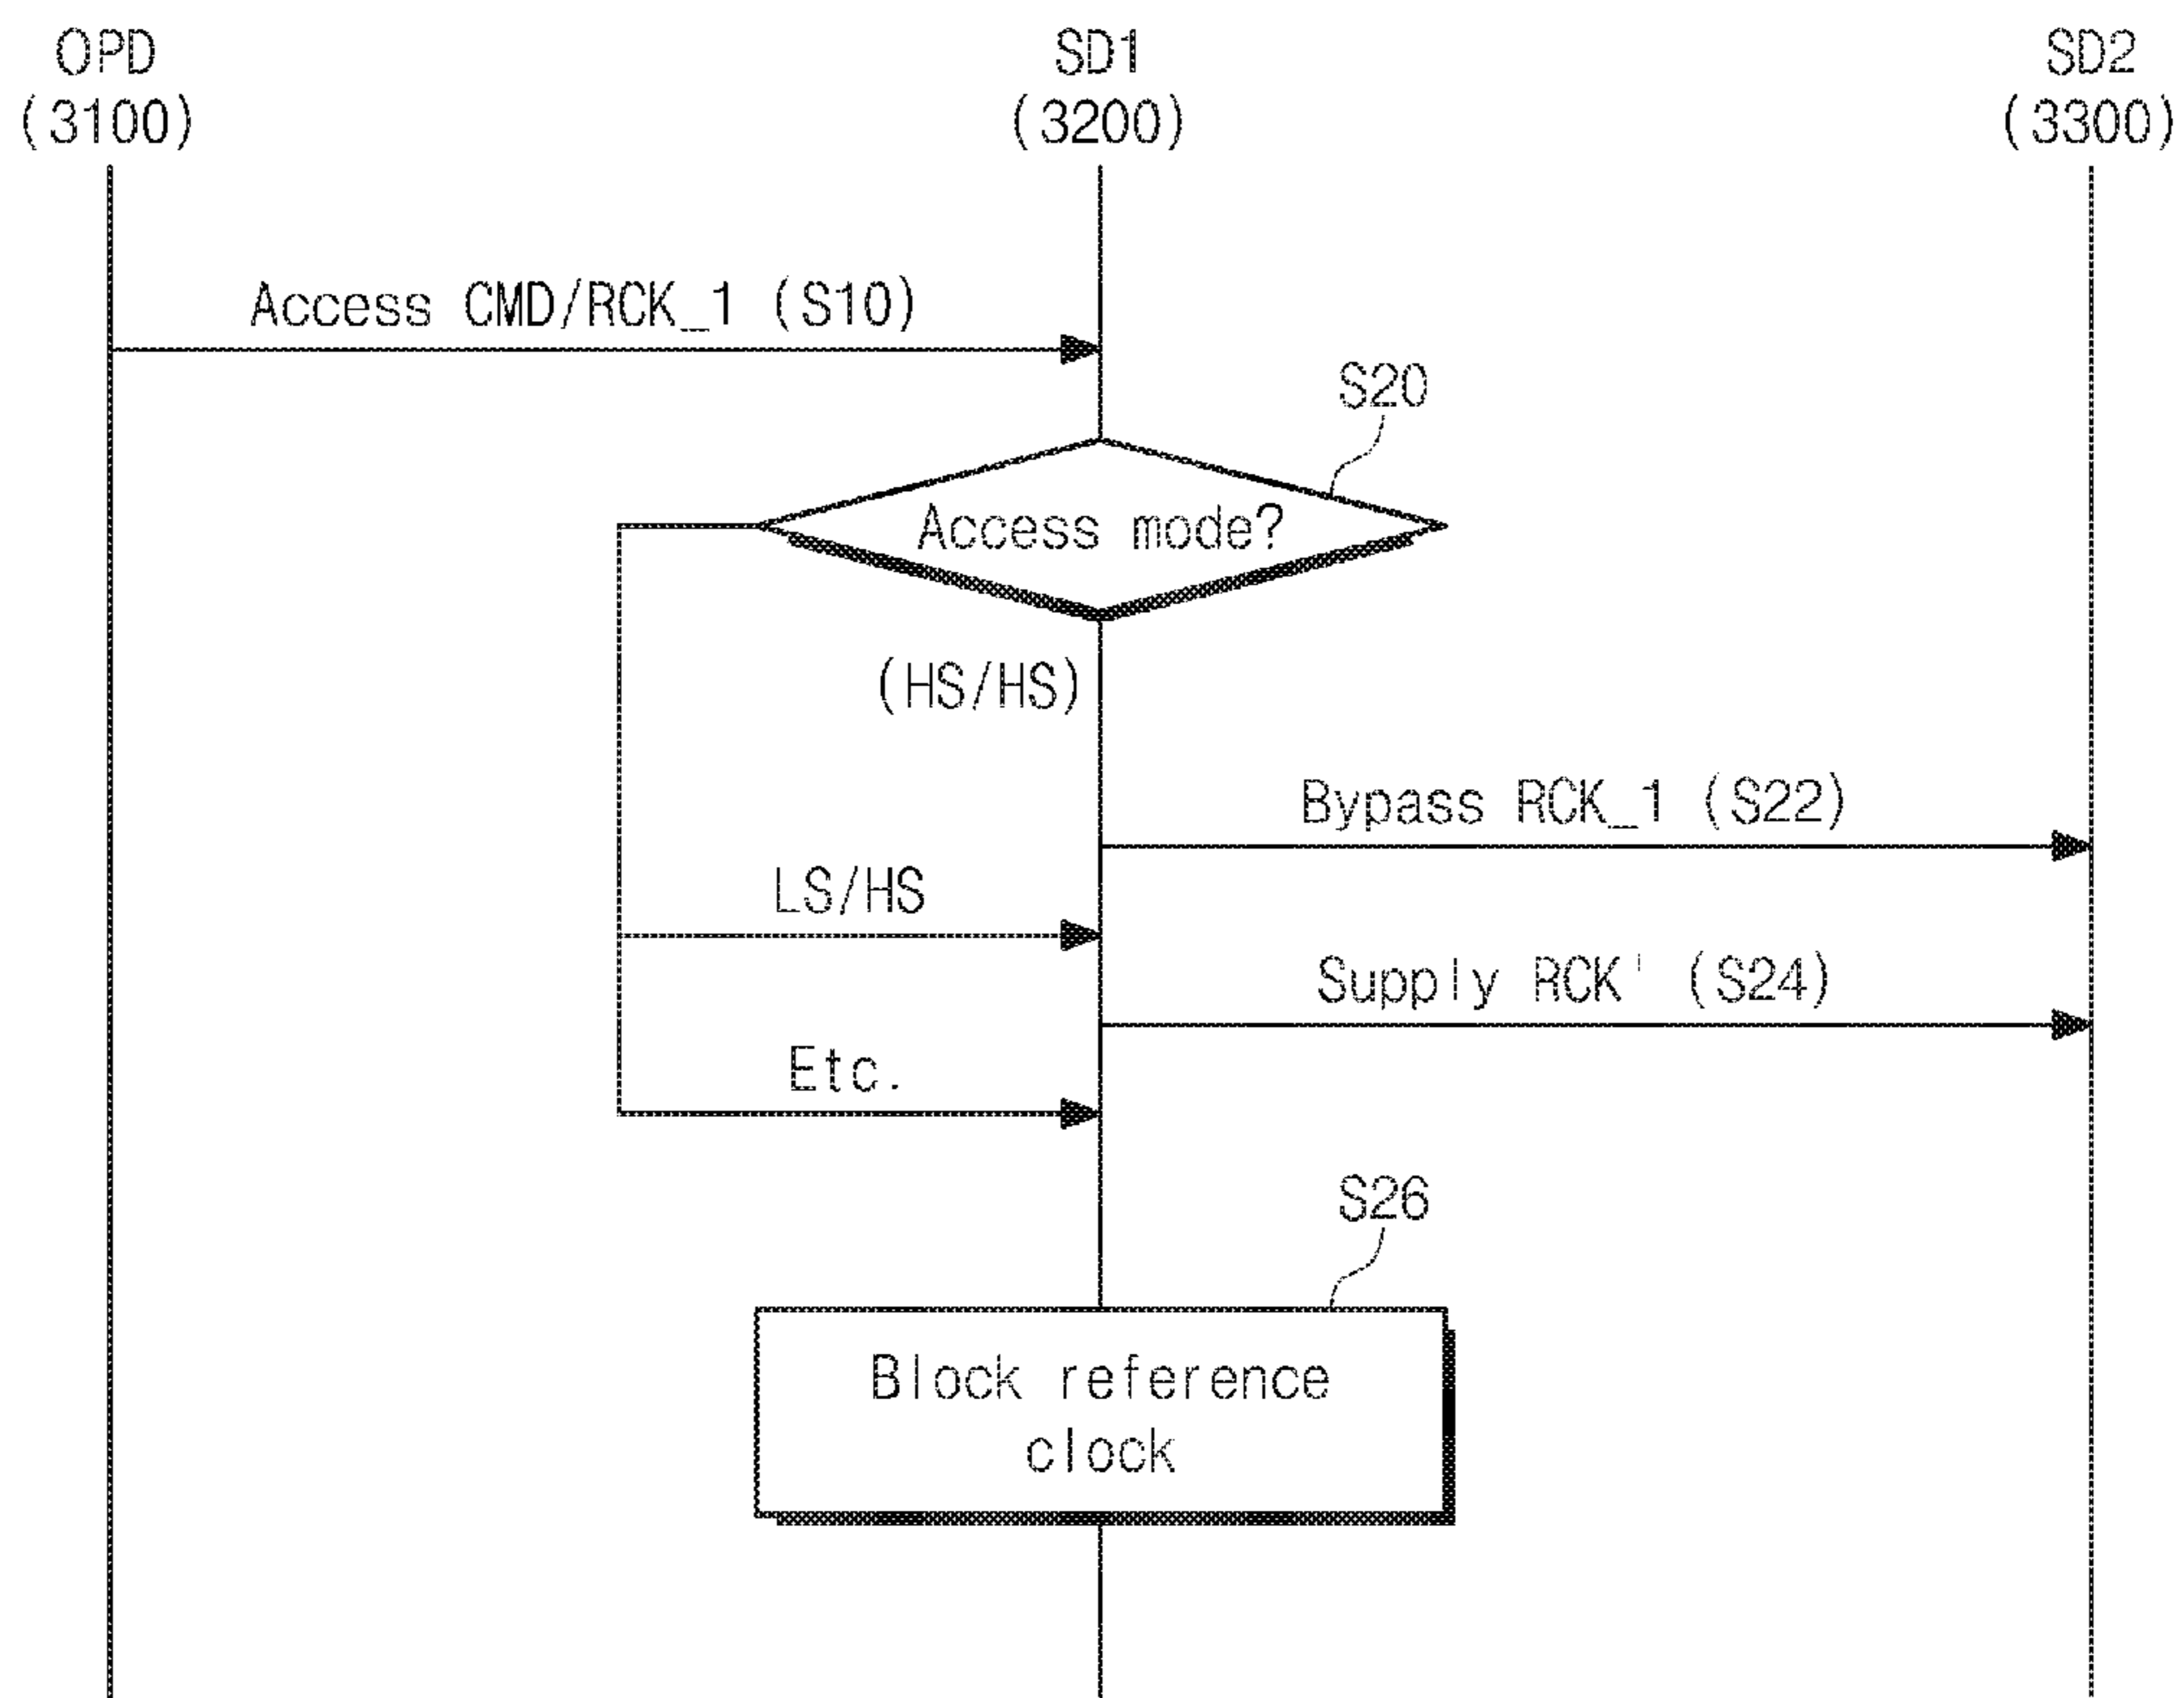 OPD
(3100)
SD1
(3200)
SD2
(3300)
Access CMD/RCK_1 (S10)
S20
Access mode?
(HS/HS)
Bypass RCK_1 (S22)
LS/HS
Supply RCK' (S24)
Etc.
S26
Block reference
clock